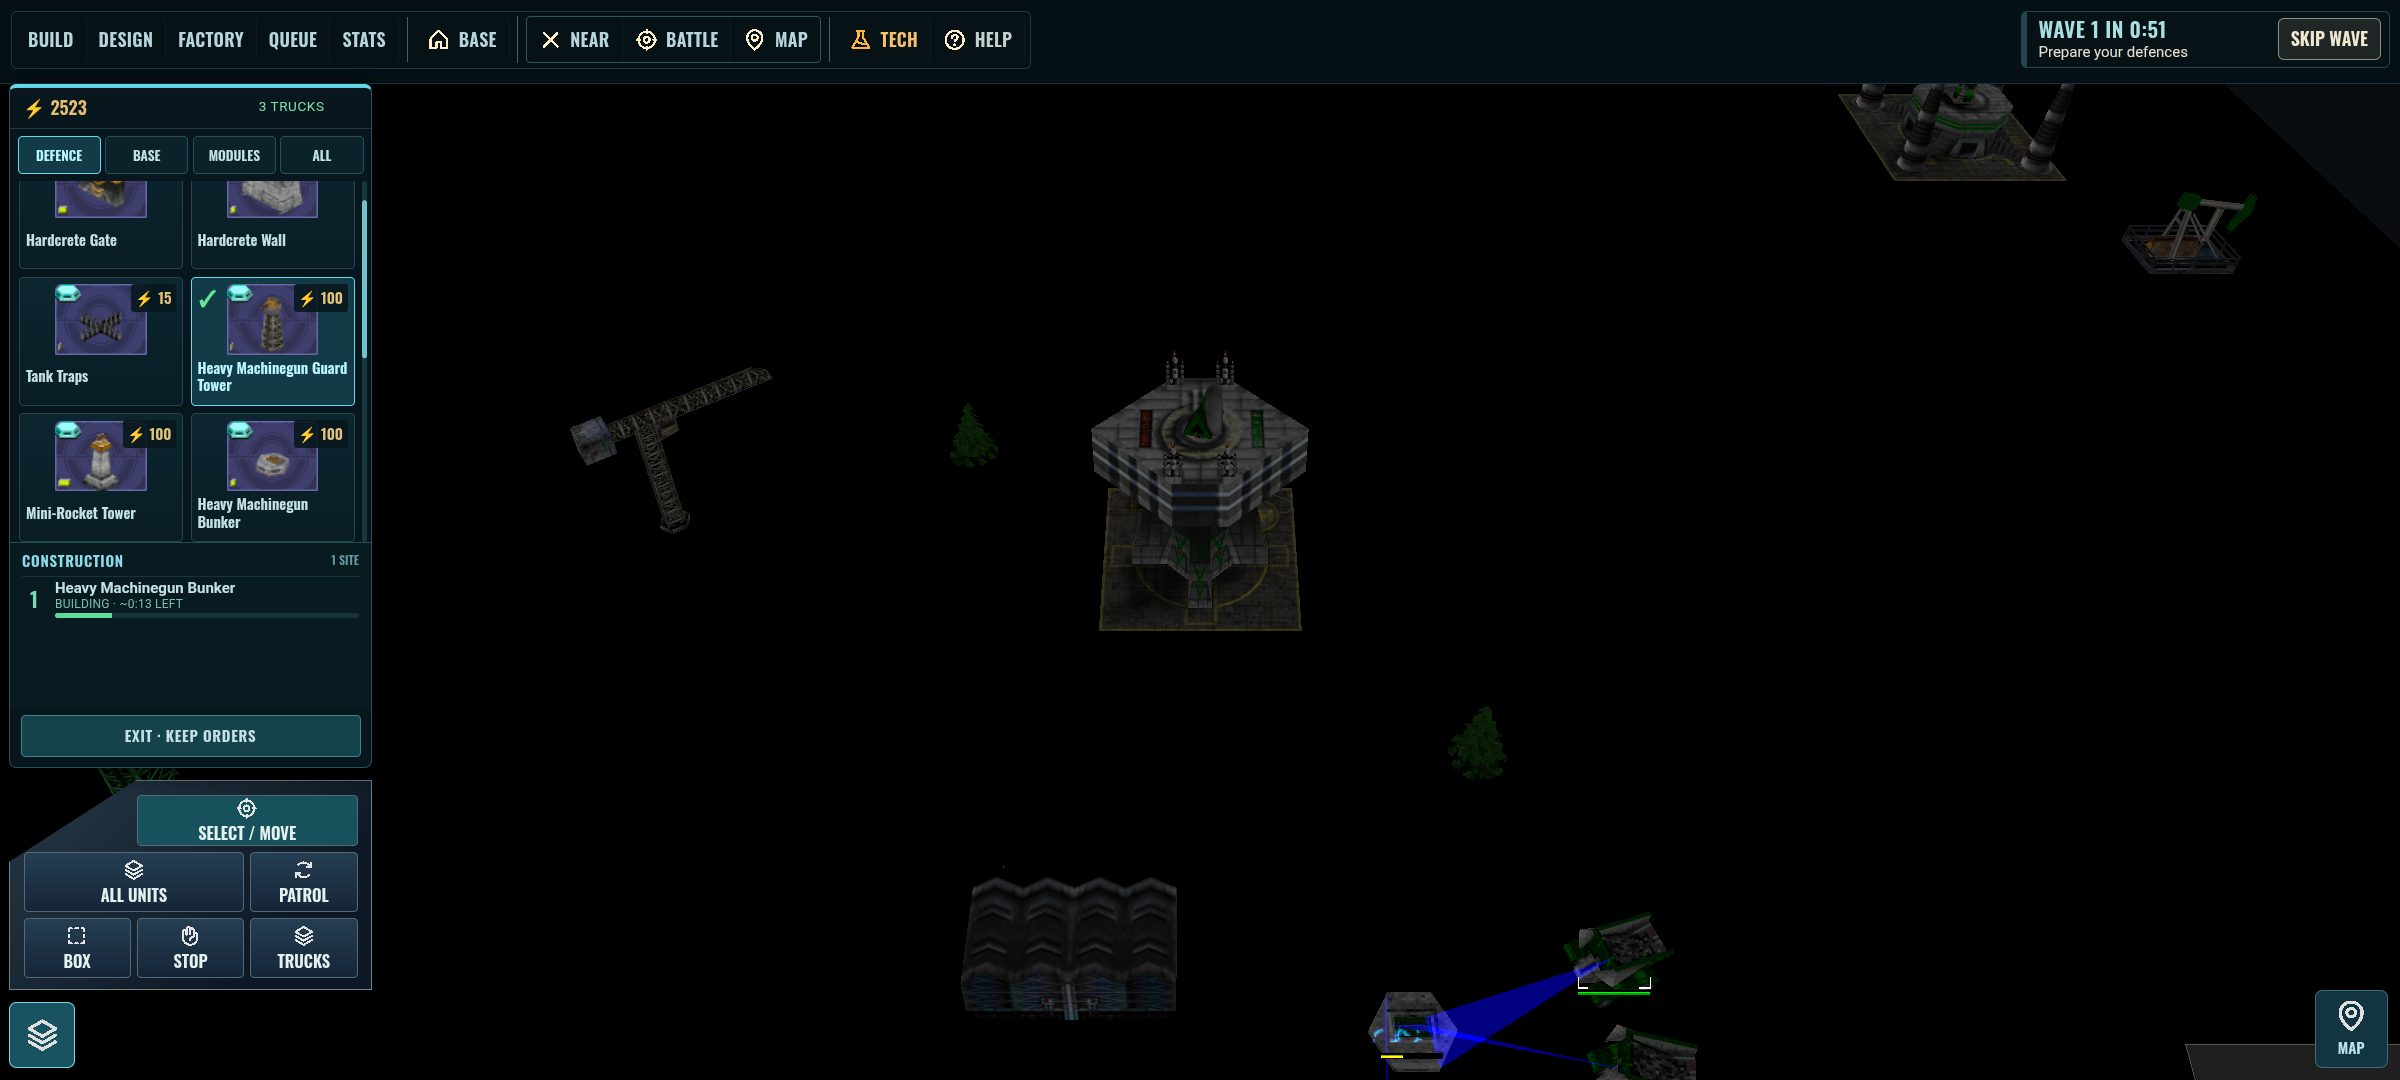 BUILD DESIGN FACTORY QUEUE STATS BASE NEAR BATTLE MAP TECH HELP
WAVE 1 IN 0:51
Prepare your defences
SKIP WAVE
2523
3 TRUCKS
DEFENCE BASE MODULES ALL
Hardcrete Gate
Hardcrete Wall
15
Tank Traps
100
Heavy Machinegun Guard
Tower
100
Mini-Rocket Tower
100
Heavy Machinegun
Bunker
CONSTRUCTION
1 SITE
1
Heavy Machinegun Bunker
BUILDING · ~0:13 LEFT
EXIT · KEEP ORDERS
SELECT / MOVE
ALL UNITS
PATROL
BOX
STOP
TRUCKS
MAP